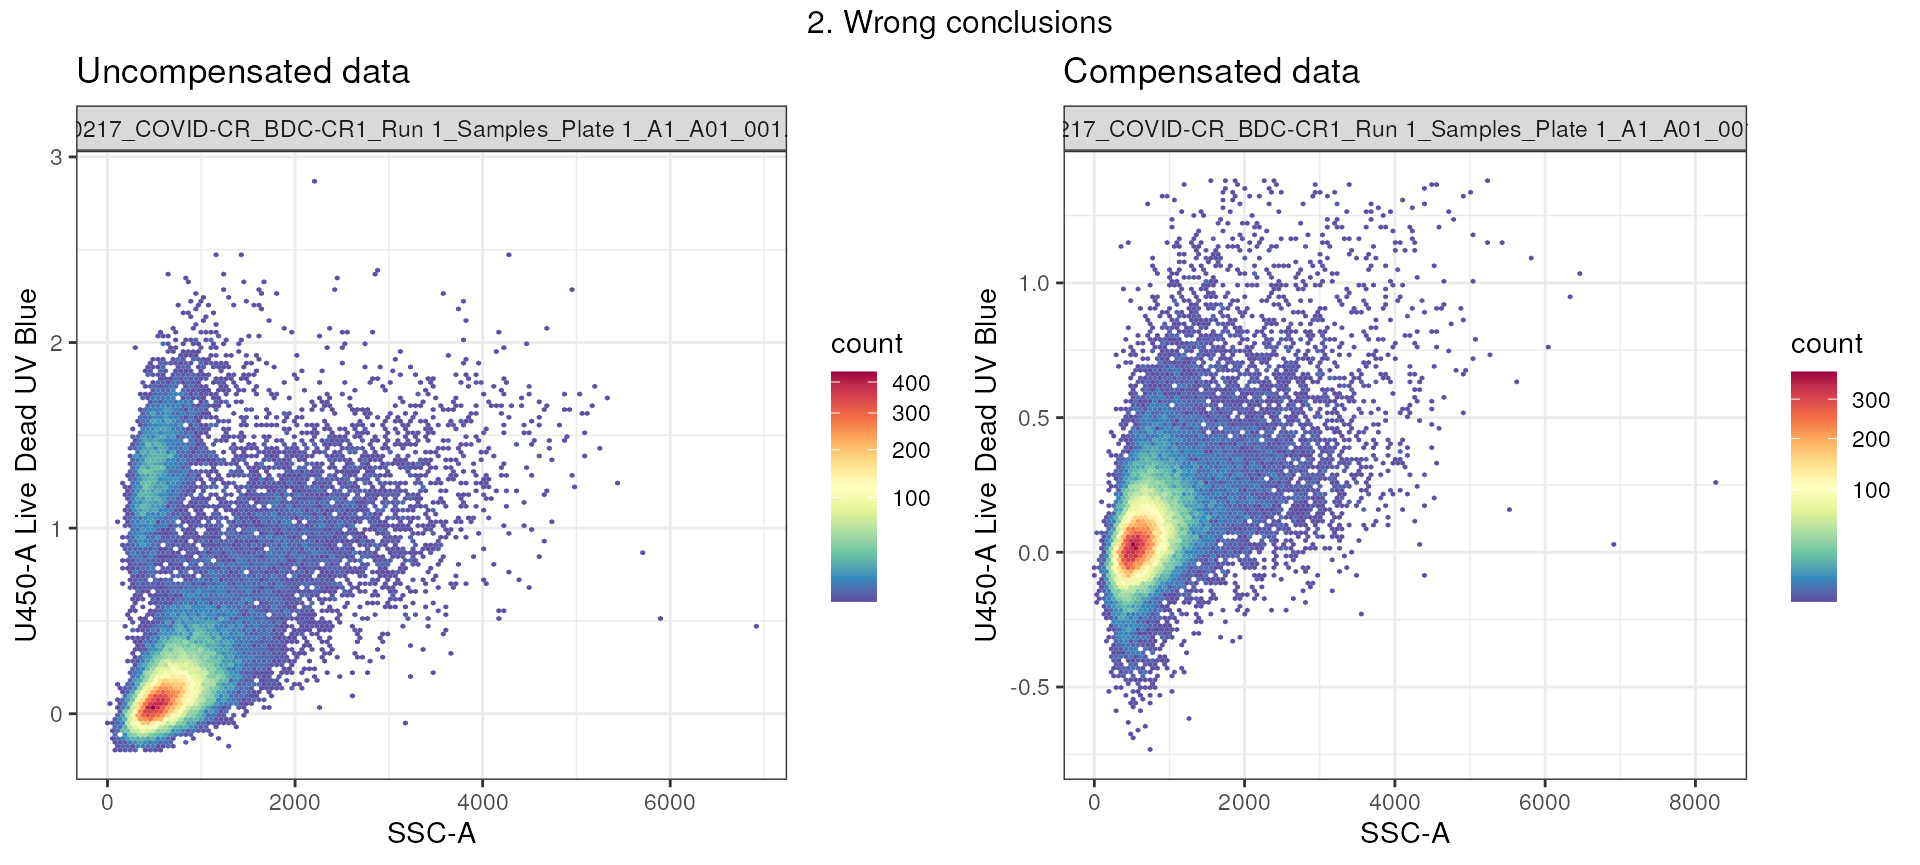 2. Wrong conclusions
Uncompensated data
0217_COVID-CR_BDC-CR1_Run 1_Samples_Plate 1_A1_A01_001.
3
2
1
0
U450-A Live Dead UV Blue
0
2000
4000
6000
SSC-A
count
400
300
200
100
Compensated data
217_COVID-CR_BDC-CR1_Run 1_Samples_Plate 1_A1_A01_00
1.0
0.5
0.0
-0.5
U450-A Live Dead UV Blue
0
2000
4000
6000
8000
SSC-A
count
300
200
100